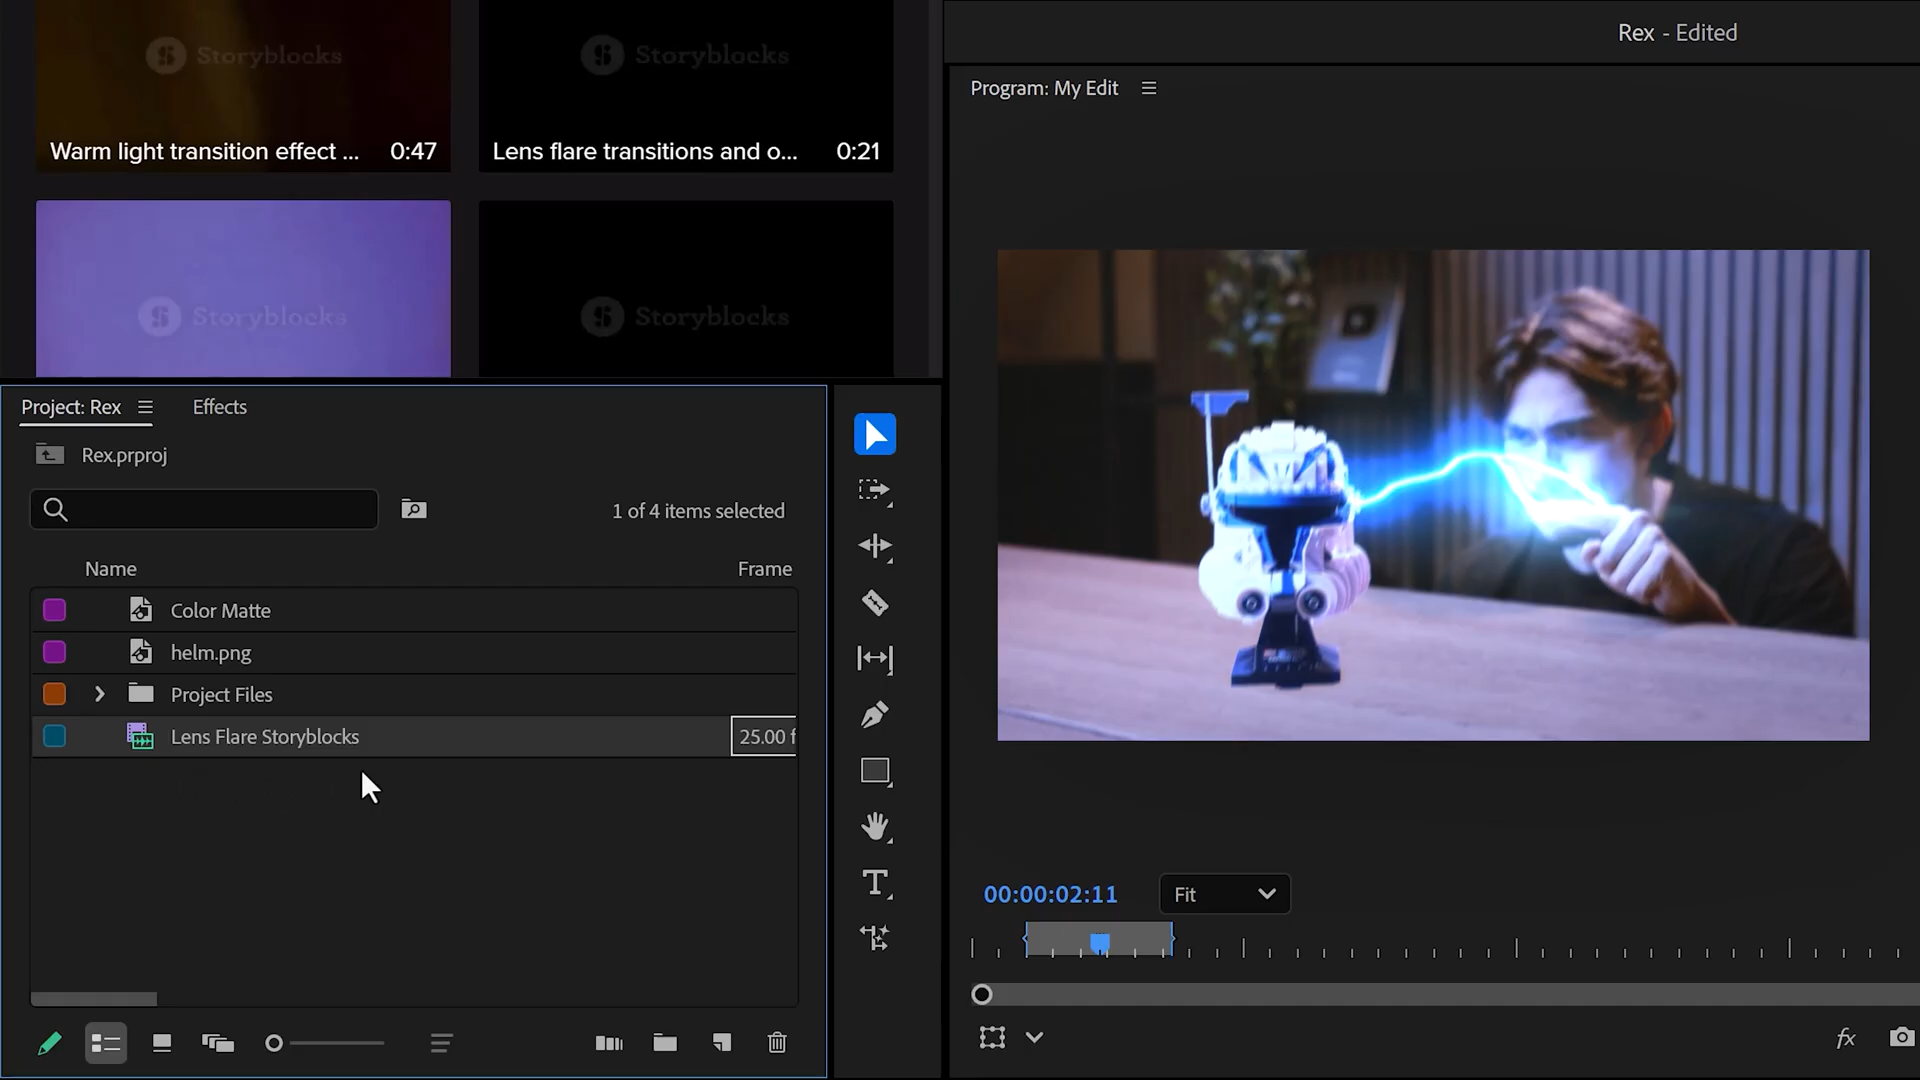 Storyblocks
Storyblocks
Warm light transition effect ... 0:47
Lens flare transitions and o... 0:21
Storyblocks
Storyblocks
Rex - Edited
Program: My Edit
Project: Rex
Effects
Rex.prproj
1 of 4 items selected
Name
Frame
Color Matte
helm.png
Project Files
Lens Flare Storyblocks
25.00 f
T
00:00:02:11
Fit
fx